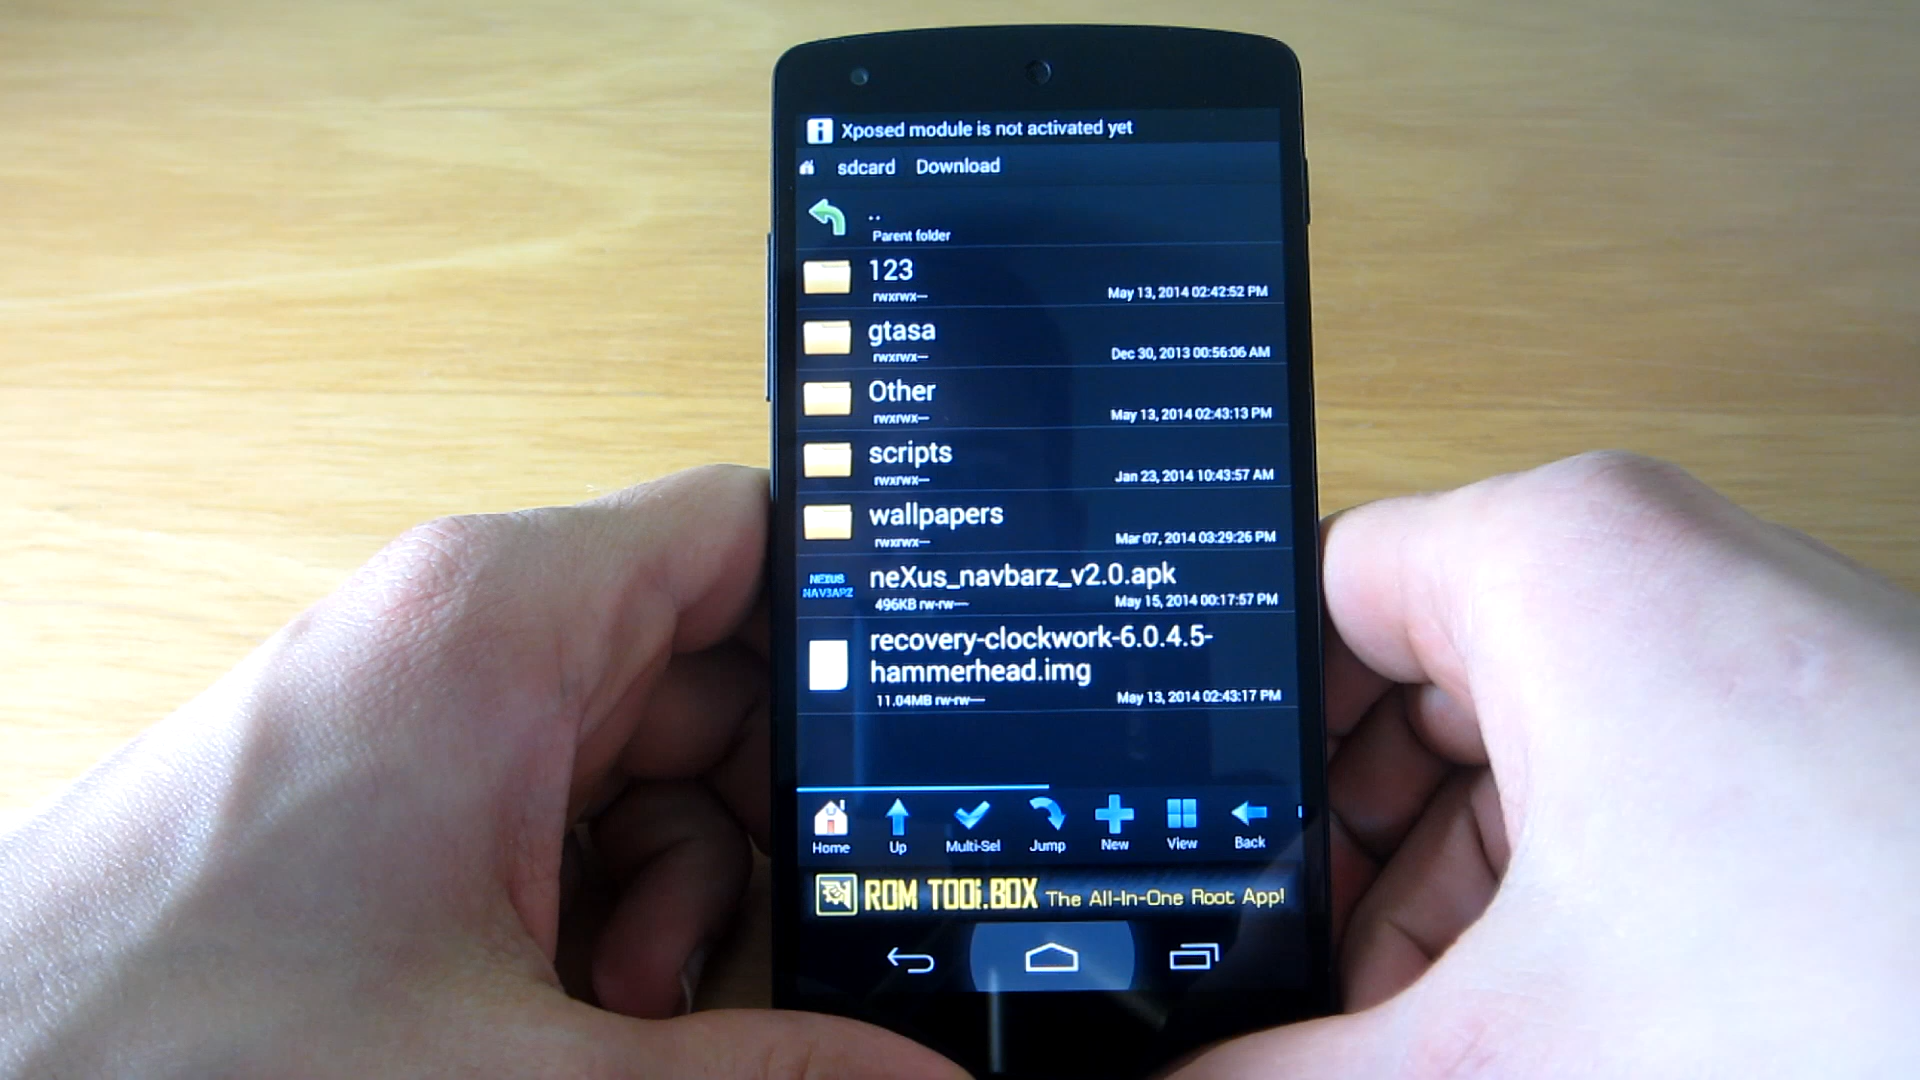 Xposed module is not activated yet
sdcard Download
..
Parent folder
123
rwxrwx---
May 13, 2014 02:42:52 PM
gtasa
rwxrwx---
Dec 30, 2013 00:56:06 AM
Other
rwxrwx---
May 13, 2014 02:43:13 PM
scripts
rwxrwx---
Jan 23, 2014 10:43:57 AM
wallpapers
rwxrwx---
Mar 07, 2014 03:29:26 PM
NEXUS
NAVBARZ
neXus_navbarz_v2.0.apk
496KB rw-rw----
May 15, 2014 00:17:57 PM
recovery-clockwork-6.0.4.5-
hammerhead.img
11.04MB rw-rw----
May 13, 2014 02:43:17 PM
Home Up Multi-Sel Jump New View Back
ROM TOOLBOX The All-In-One Root App!